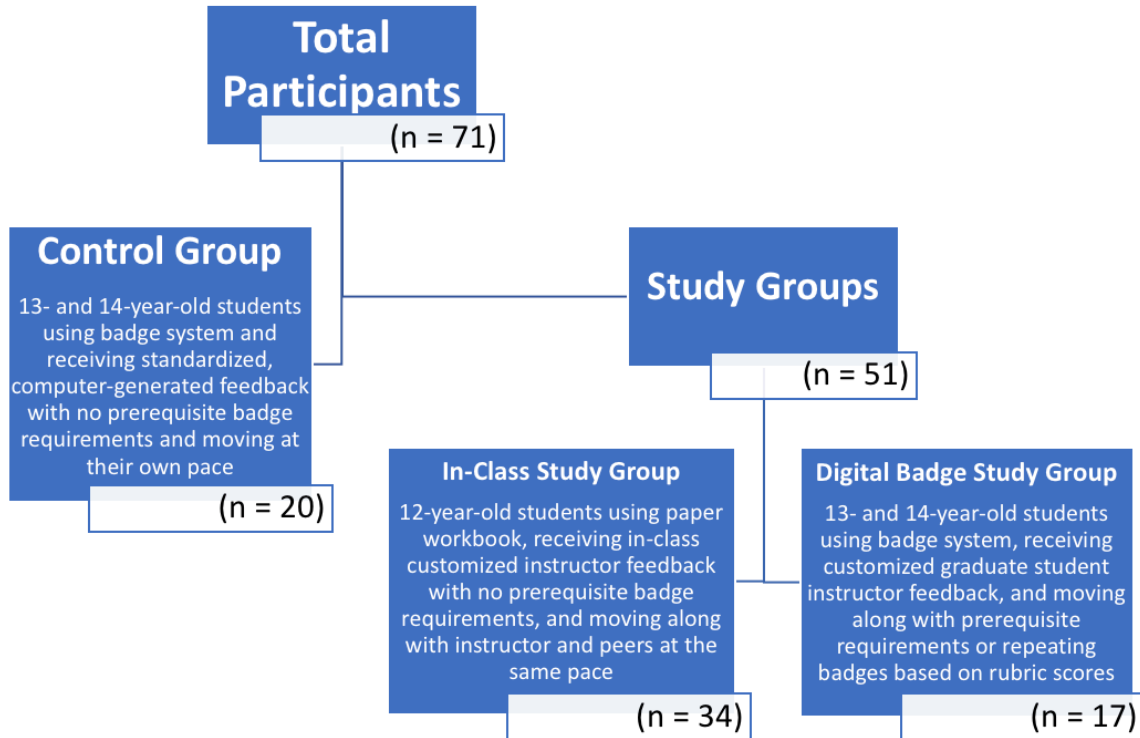 Total
Participants
(n = 71)
Control Group
13- and 14-year-old students
using badge system and
receiving standardized,
computer-generated feedback
with no prerequisite badge
requirements and moving at
their own pace
(n = 20)
Study Groups
(n = 51)
In-Class Study Group
12-year-old students using paper
workbook, receiving in-class
customized instructor feedback
with no prerequisite badge
requirements, and moving along
with instructor and peers at the
same pace
(n = 34)
Digital Badge Study Group
13- and 14-year-old students
using badge system, receiving
customized graduate student
instructor feedback, and moving
along with prerequisite
requirements or repeating
badges based on rubric scores
(n = 17)